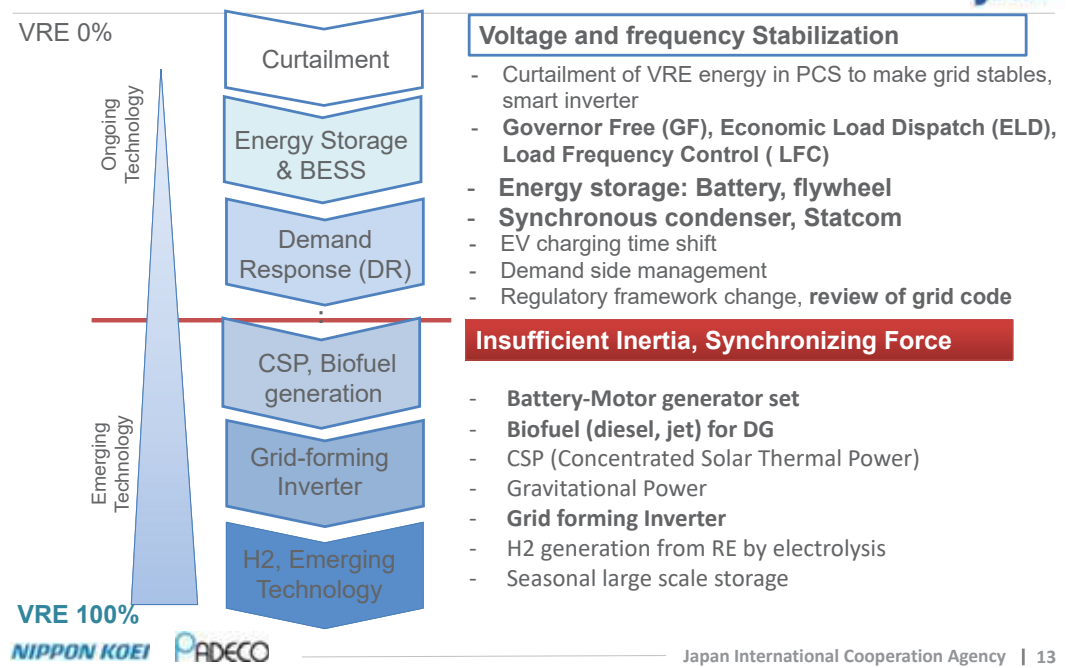 VRE 0%
Ongoing
Technology
Emerging
Technology
VRE 100%
Curtailment
Energy Storage
& BESS
Demand
Response (DR)
:
CSP, Biofuel
generation
Grid-forming
Inverter
H2, Emerging
Technology
Voltage and frequency Stabilization
- Curtailment of VRE energy in PCS to make grid stables,
smart inverter
- Governor Free (GF), Economic Load Dispatch (ELD),
Load Frequency Control ( LFC)
- Energy storage: Battery, flywheel
- Synchronous condenser, Statcom
- EV charging time shift
- Demand side management
- Regulatory framework change, review of grid code
Insufficient Inertia, Synchronizing Force
- Battery-Motor generator set
- Biofuel (diesel, jet) for DG
- CSP (Concentrated Solar Thermal Power)
- Gravitational Power
- Grid forming Inverter
- H2 generation from RE by electrolysis
- Seasonal large scale storage
NIPPON KOEI PADECO
Japan International Cooperation Agency | 13